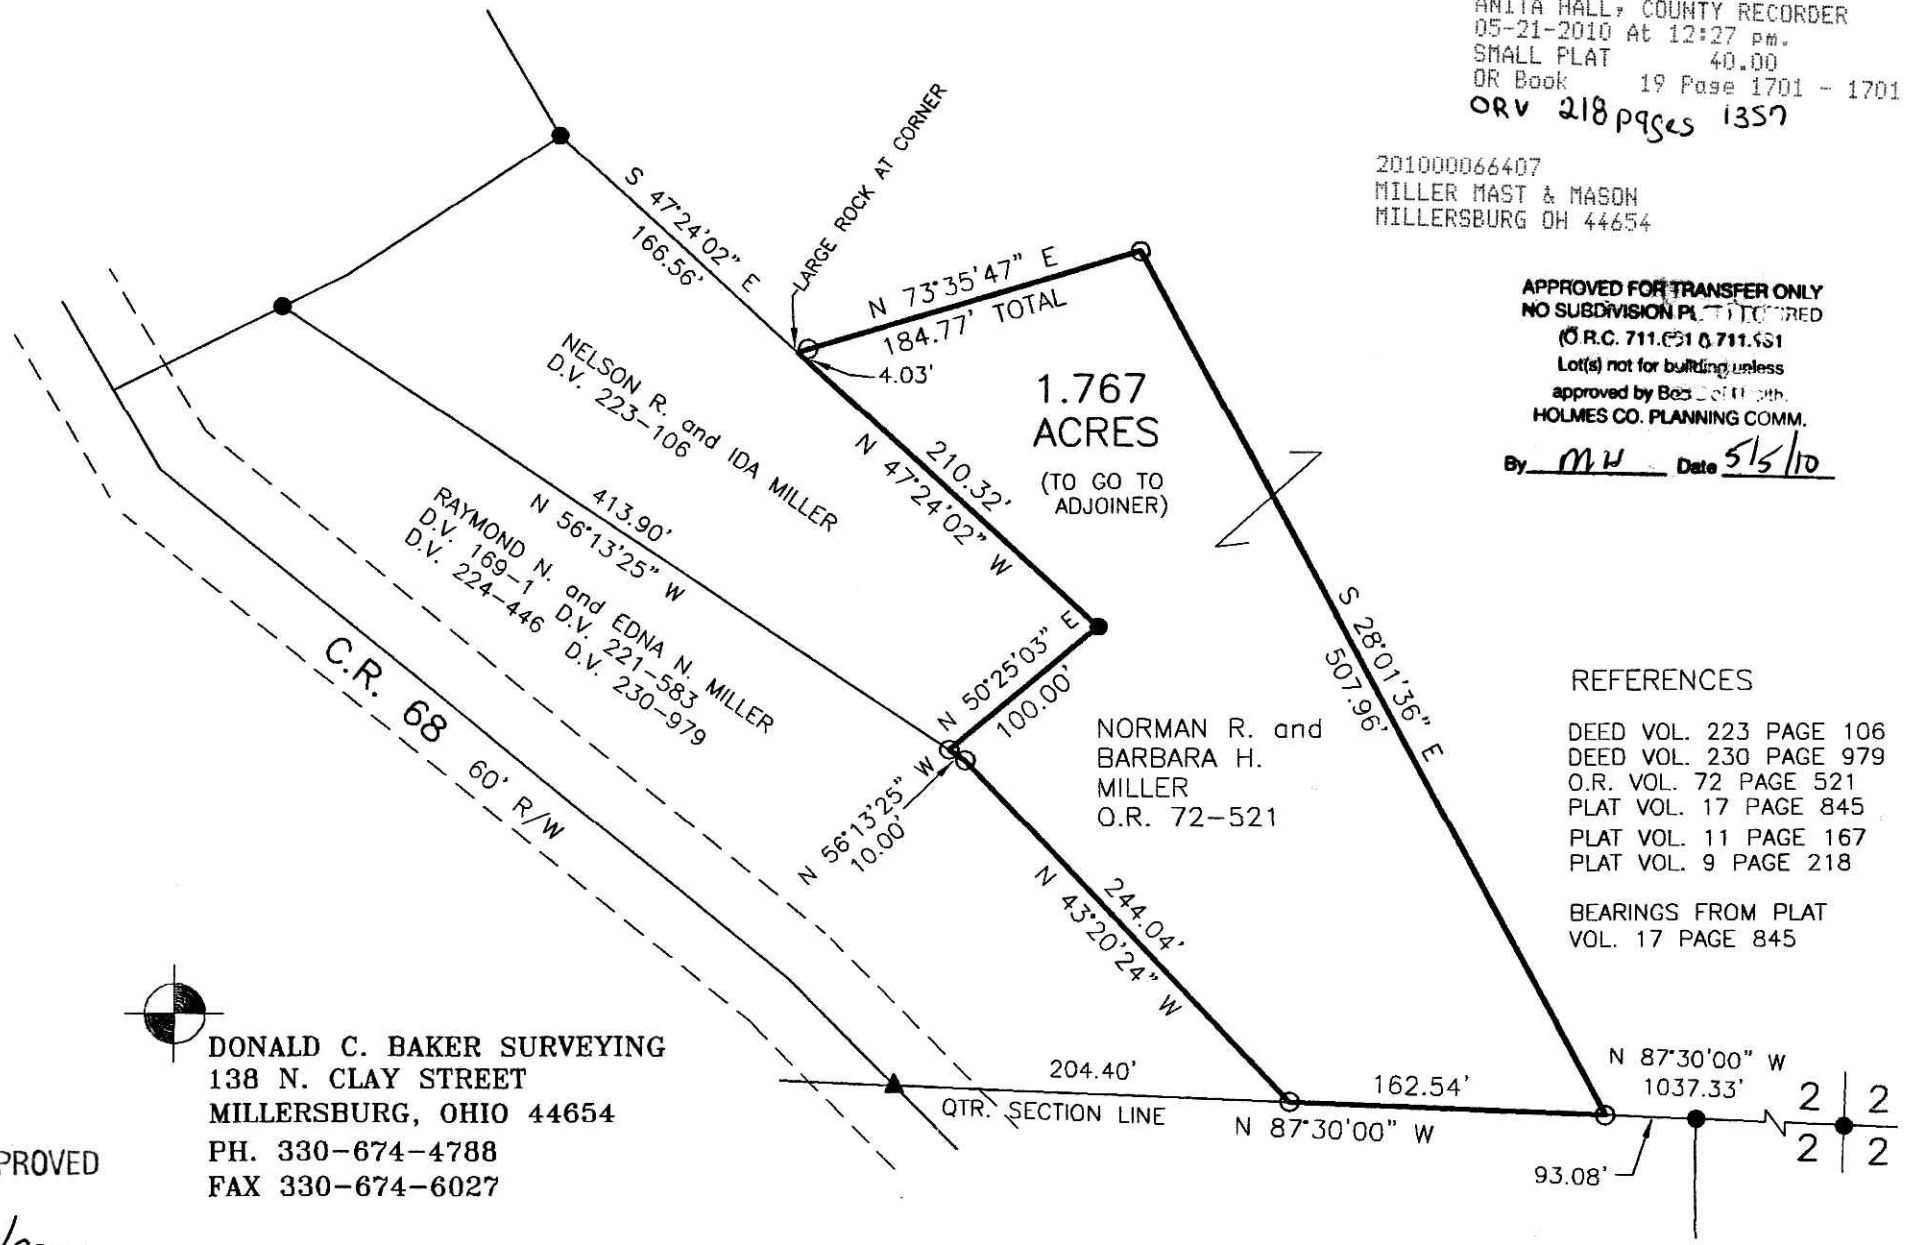 ANITA HALL, COUNTY RECORDER
05-21-2010 At 12:27 pm.
SMALL PLAT 40.00
OR Book 19 Page 1701 - 1701
ORV 218 pages 1357
201000066407
MILLER MAST & MASON
MILLERSBURG OH 44654
APPROVED FOR TRANSFER ONLY
NO SUBDIVISION
(O.R.C.
Lot(s) not for building unless
approved by
HOLMES CO. PLANNING COMM.
By MW Date 5/5/10
S 47°24'02" E
166.56'
LARGE ROCK AT CORNER
N 73°35'47" E
184.77' TOTAL
4.03'
1.767
ACRES
(TO GO TO
ADJOINER)
NELSON R. and IDA MILLER
D.V. 223-106
210.32'
N 47°24'02" W
413.90'
N 56°13'25" W
RAYMOND N. and EDNA N. MILLER
D.V. 169-1 D.V. 221-583
D.V. 224-446 D.V. 230-979
C.R. 68 60' R/W
N 50°25'03" E
100.00'
N 56°13'25" W
10.00'
S 28°01'36" E
507.96'
NORMAN R. and
BARBARA H.
MILLER
O.R. 72-521
244.04'
N 43°20'24" W
REFERENCES
DEED VOL. 223 PAGE 106
DEED VOL. 230 PAGE 979
O.R. VOL. 72 PAGE 521
PLAT VOL. 17 PAGE 845
PLAT VOL. 11 PAGE 167
PLAT VOL. 9 PAGE 218
BEARINGS FROM PLAT
VOL. 17 PAGE 845
DONALD C. BAKER SURVEYING
138 N. CLAY STREET
MILLERSBURG, OHIO 44654
PH. 330-674-4788
FAX 330-674-6027
204.40'
QTR. SECTION LINE
162.54'
N 87°30'00" W
N 87°30'00" W
1037.33'
93.08'
2 2
2 2
PROVED